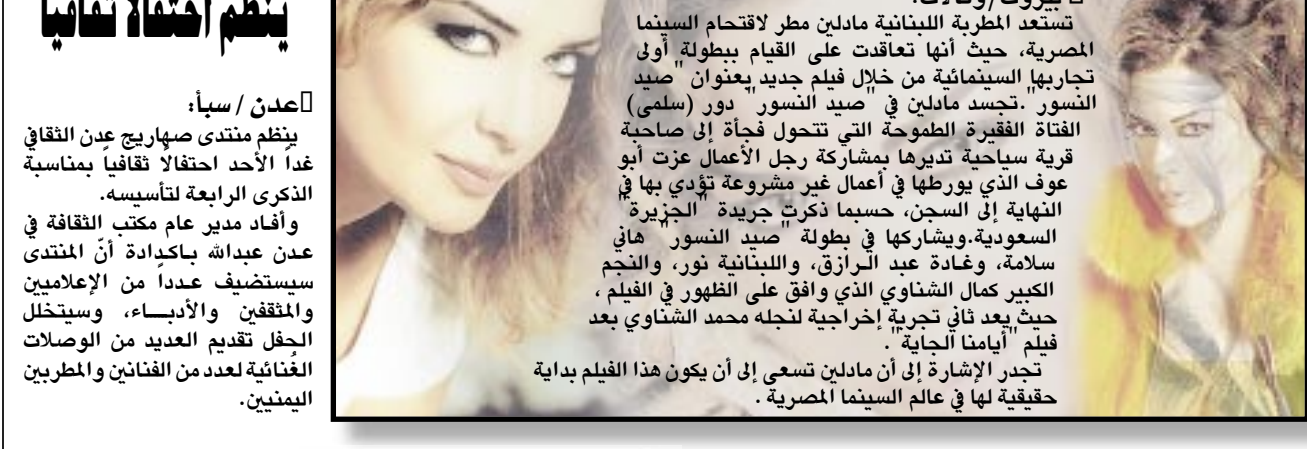 بيروت/وكالات:
تستعد المطربة اللبنانية مادلين مطر لاقتحام السينما
المصرية، حيث أنها تعاقدت على القيام ببطولة أولى
تجاربها السينمائية من خلال فيلم جديد بعنوان "صيد
النسور".تجسد مادلين في "صيد النسور" دور (سلمى)
الفتاة الفقيرة الطموحة التي تتحول فجأة إلى صاحبة
قرية سياحية تديرها بمشاركة رجل الأعمال عزت أبو
عوف الذي يورطها في أعمال غير مشروعة تؤدي بها في
النهاية إلى السجن، حسبما ذكرت جريدة "الجزيرة"
السعودية.ويشاركها في بطولة "صيد النسور" هاني
سلامة، وغادة عبد الرازق، واللبنانية نور، والنجم
الكبير كمال الشناوي الذي وافق على الظهور في الفيلم ،
حيث يعد ثاني تجربة إخراجية لنجله محمد الشناوي بعد
فيلم "أيامنا الجاية".
تجدر الإشارة إلى أن مادلين تسعى إلى أن يكون هذا الفيلم بداية
حقيقية لها في عالم السينما المصرية .
ينظم احتفالا ثقافيا
عدن / سبأ:
ينظم منتدى صهاريج عدن الثقافي
غداً الأحد احتفالاً ثقافياً بمناسبة
الذكرى الرابعة لتأسيسه.
وأفاد مدير عام مكتب الثقافة في
عدن عبدالله باكدادة أنّ المنتدى
سيستضيف عدداً من الإعلاميين
والمثقفين والأدبـــاء، وسيتخلل
الحفل تقديم العديد من الوصلات
الغُنائية لعدد من الفنانين والمطربين
اليمنيين.